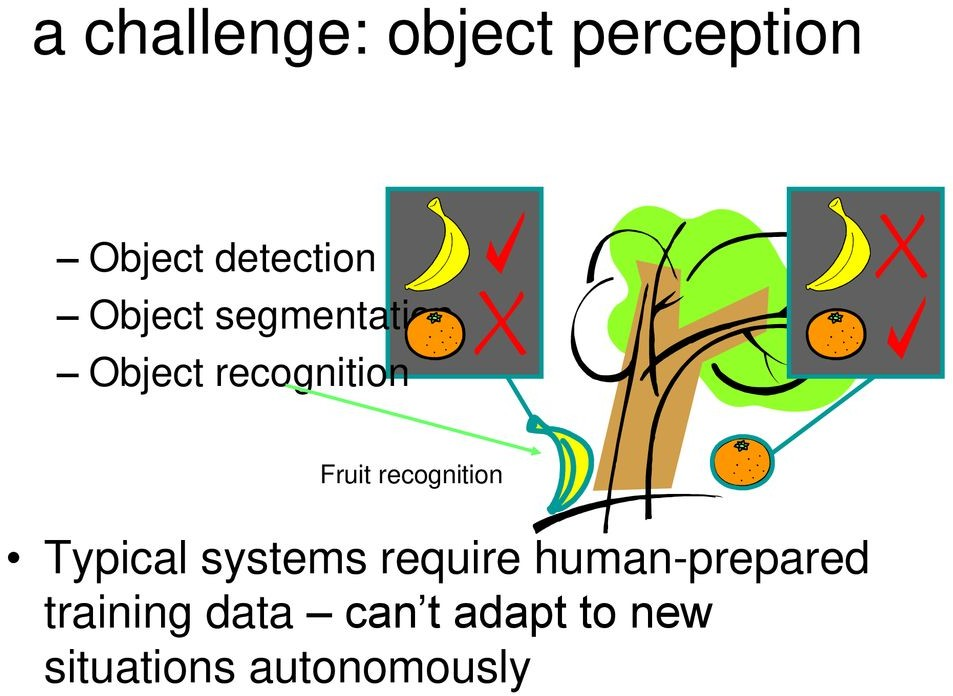 a challenge: object perception
– Object detection
– Object segmentation
– Object recognition
Fruit recognition
• Typical systems require human-prepared
training data – can’t adapt to new
situations autonomously